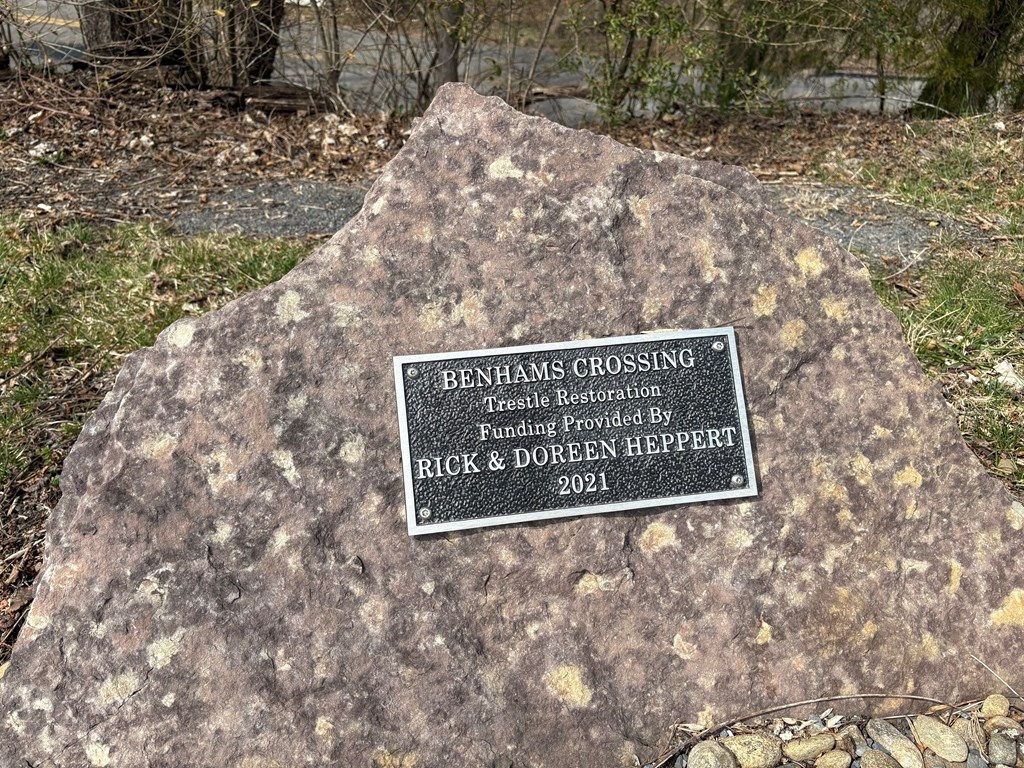 BENHAMS CROSSING
Trestle Restoration
Funding Provided By
RICK & DOREEN HEPPERT
2021